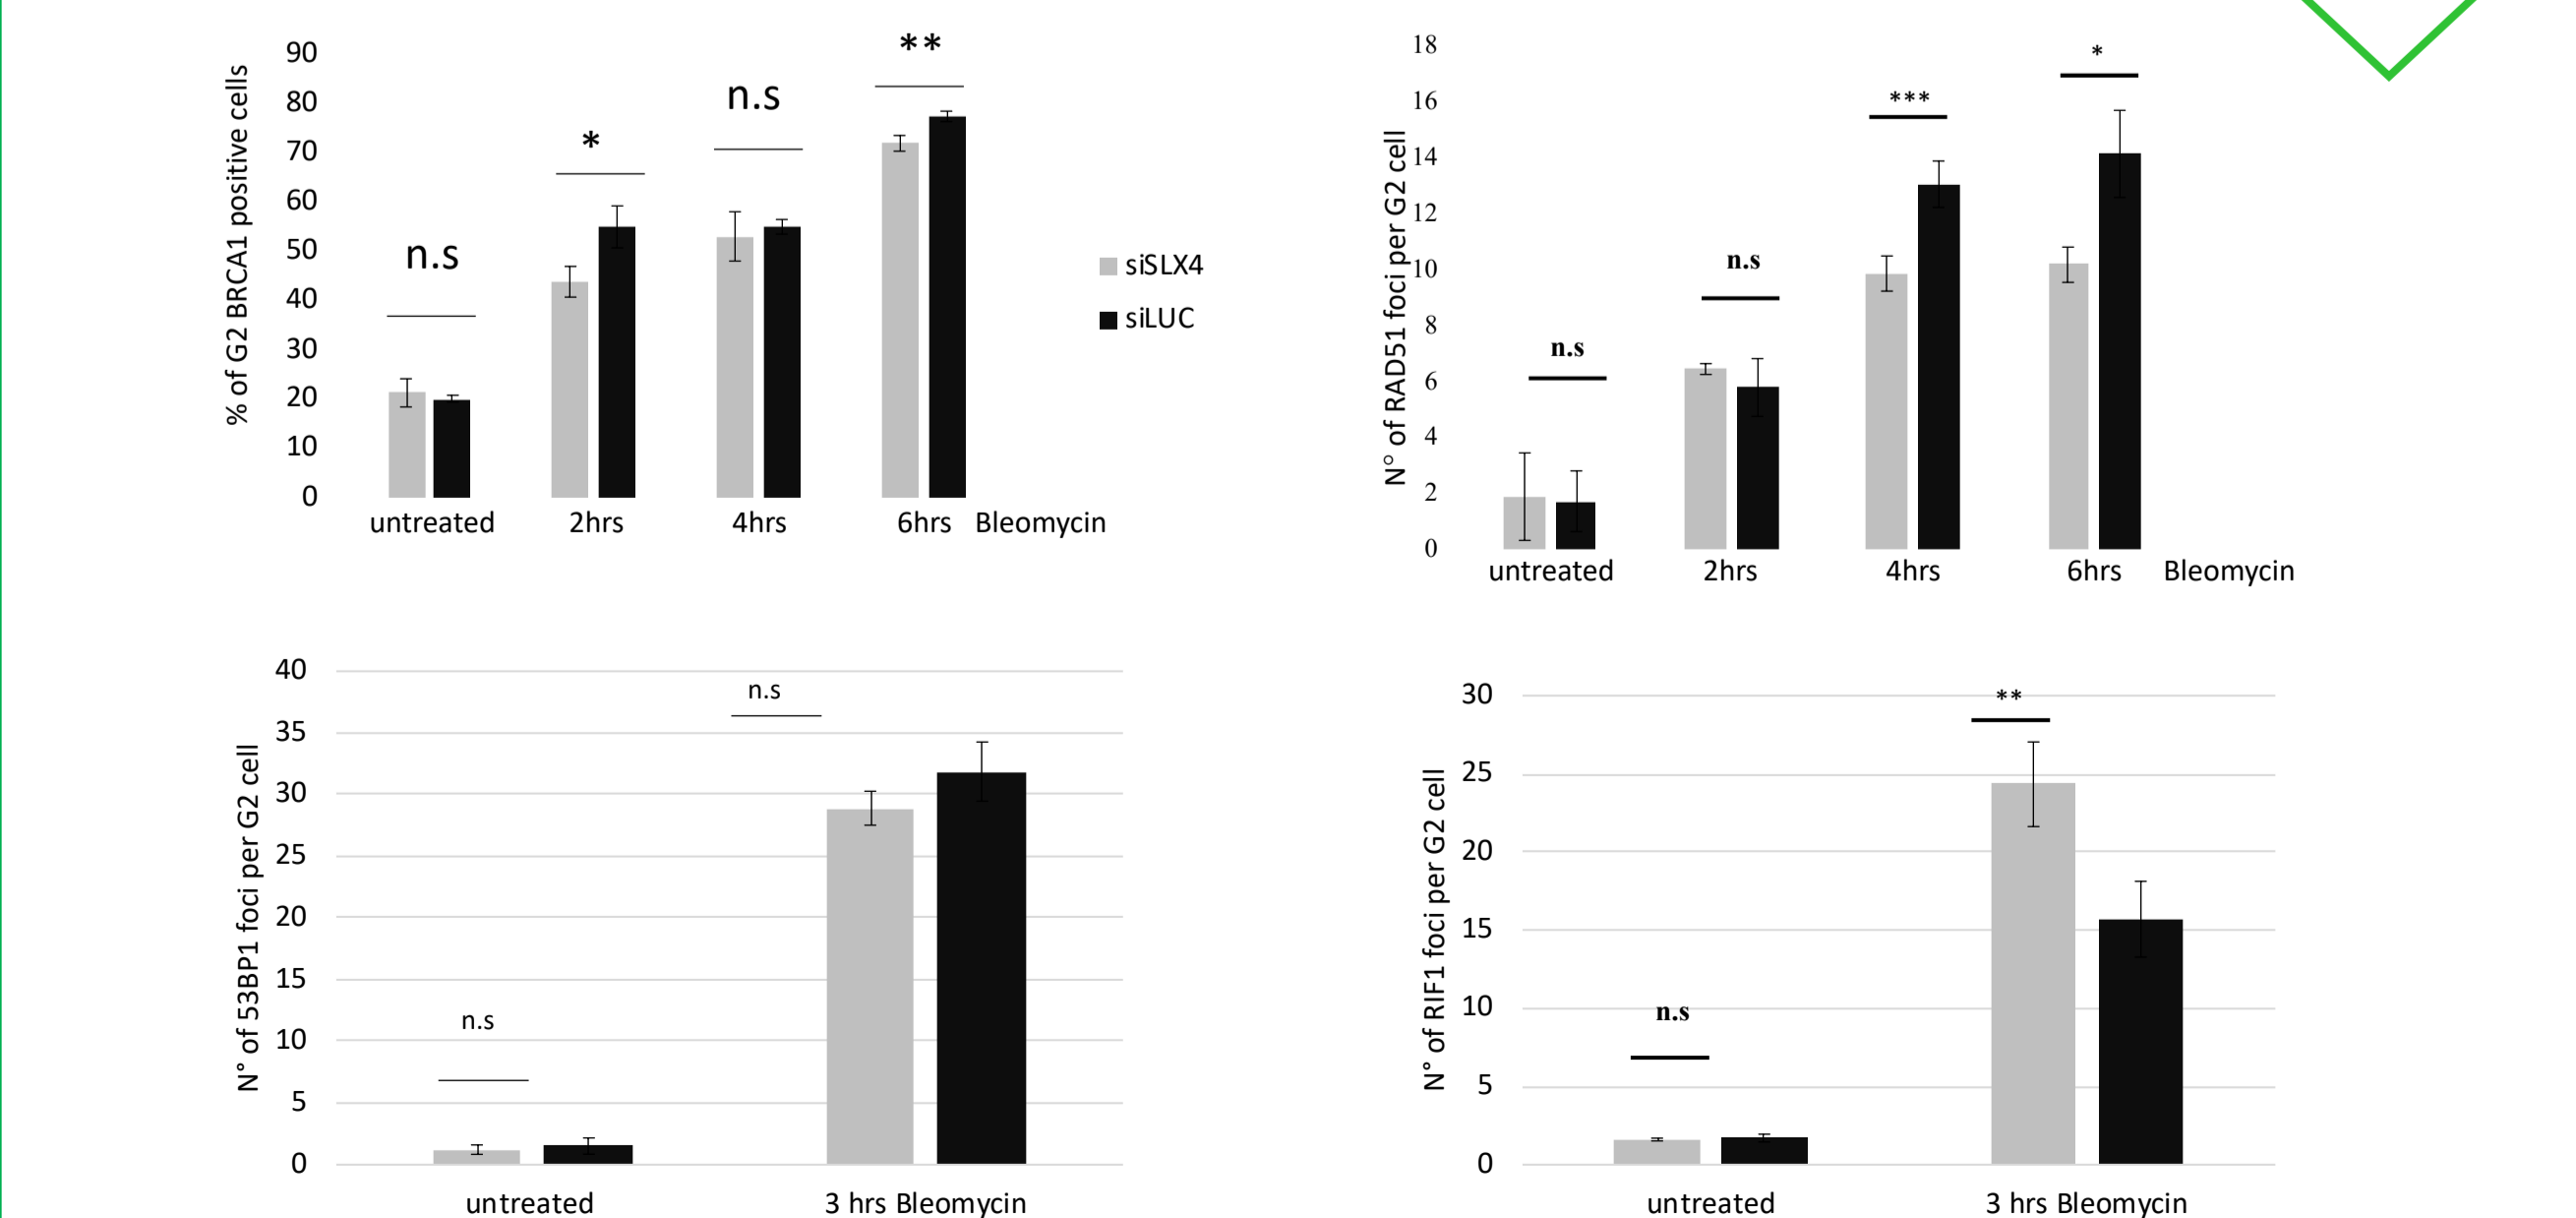 90
80
70
60
50
40
30
20
10
0
% of G2 BRCA1 positive cells
n.s
*
n.s
**
untreated 2hrs 4hrs 6hrs Bleomycin
siSLX4
siLUC
18
16
14
12
10
8
6
4
2
0
N° of RAD51 foci per G2 cell
n.s
n.s
***
*
untreated 2hrs 4hrs 6hrs Bleomycin
40
35
30
25
20
15
10
5
0
N° of 53BP1 foci per G2 cell
n.s
n.s
untreated 3 hrs Bleomycin
30
25
20
15
10
5
0
N° of RIF1 foci per G2 cell
n.s
**
untreated 3 hrs Bleomycin